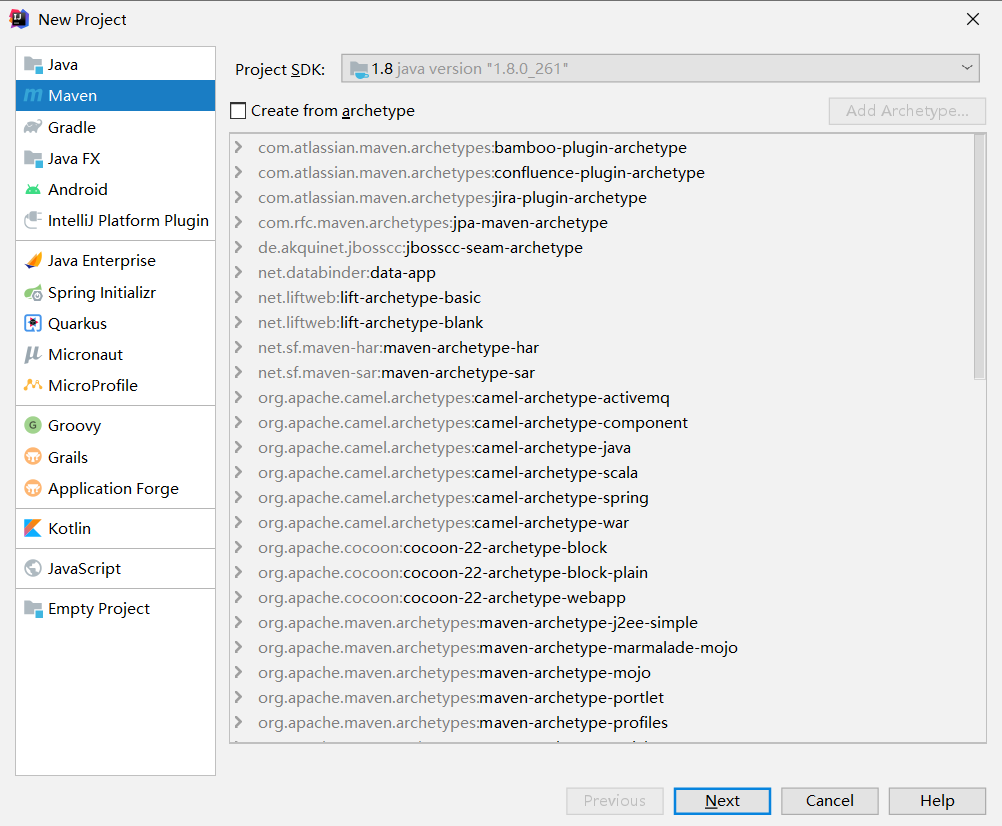 New Project
Java
Maven
Gradle
Java FX
Android
IntelliJ Platform Plugin
Java Enterprise
Spring Initializr
Quarkus
Micronaut
MicroProfile
Groovy
Grails
Application Forge
Kotlin
JavaScript
Empty Project
Project SDK: 1.8 java version "1.8.0_261"
Create from archetype
Add Archetype...
com.atlassian.maven.archetypes:bamboo-plugin-archetype
com.atlassian.maven.archetypes:confluence-plugin-archetype
com.atlassian.maven.archetypes:jira-plugin-archetype
com.rfc.maven.archetypes:jpa-maven-archetype
de.akquinet.jbosscc:jbosscc-seam-archetype
net.databinder:data-app
net.liftweb:lift-archetype-basic
net.liftweb:lift-archetype-blank
net.sf.maven-har:maven-archetype-har
net.sf.maven-sar:maven-archetype-sar
org.apache.camel.archetypes:camel-archetype-activemq
org.apache.camel.archetypes:camel-archetype-component
org.apache.camel.archetypes:camel-archetype-java
org.apache.camel.archetypes:camel-archetype-scala
org.apache.camel.archetypes:camel-archetype-spring
org.apache.camel.archetypes:camel-archetype-war
org.apache.cocoon:cocoon-22-archetype-block
org.apache.cocoon:cocoon-22-archetype-block-plain
org.apache.cocoon:cocoon-22-archetype-webapp
org.apache.maven.archetypes:maven-archetype-j2ee-simple
org.apache.maven.archetypes:maven-archetype-marmalade-mojo
org.apache.maven.archetypes:maven-archetype-mojo
org.apache.maven.archetypes:maven-archetype-portlet
org.apache.maven.archetypes:maven-archetype-profiles
Previous
Next
Cancel
Help